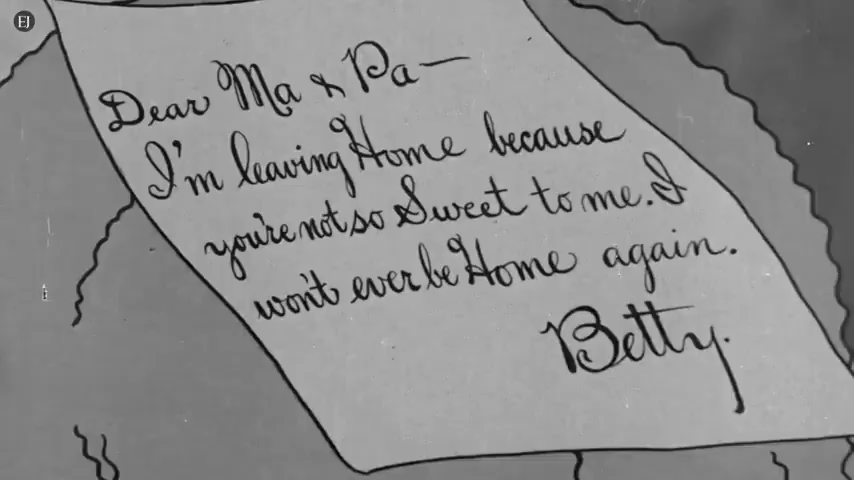 EJ
Dear Ma & Pa—
I'm leaving Home because
you're not so Sweet to me. I
won't ever be Home again.
Betty.